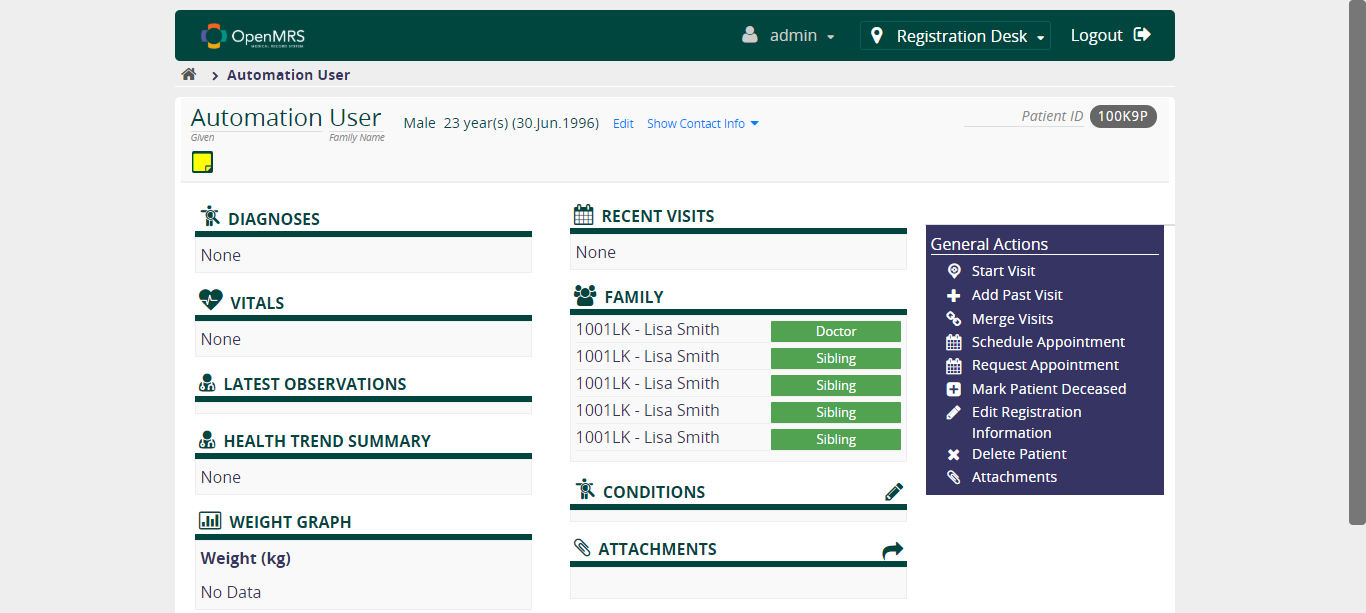 OpenMRS
MEDICAL RECORD SYSTEM
admin
Registration Desk
Logout
Automation User
Automation User
Given
Family Name
Male 23 year(s) (30.Jun.1996)
Edit
Show Contact Info
Patient ID
100K9P
DIAGNOSES
None
VITALS
None
LATEST OBSERVATIONS
HEALTH TREND SUMMARY
None
WEIGHT GRAPH
Weight (kg)
No Data
RECENT VISITS
None
FAMILY
1001LK - Lisa Smith Doctor
1001LK - Lisa Smith Sibling
1001LK - Lisa Smith Sibling
1001LK - Lisa Smith Sibling
1001LK - Lisa Smith Sibling
CONDITIONS
ATTACHMENTS
General Actions
Start Visit
Add Past Visit
Merge Visits
Schedule Appointment
Request Appointment
Mark Patient Deceased
Edit Registration
Information
Delete Patient
Attachments